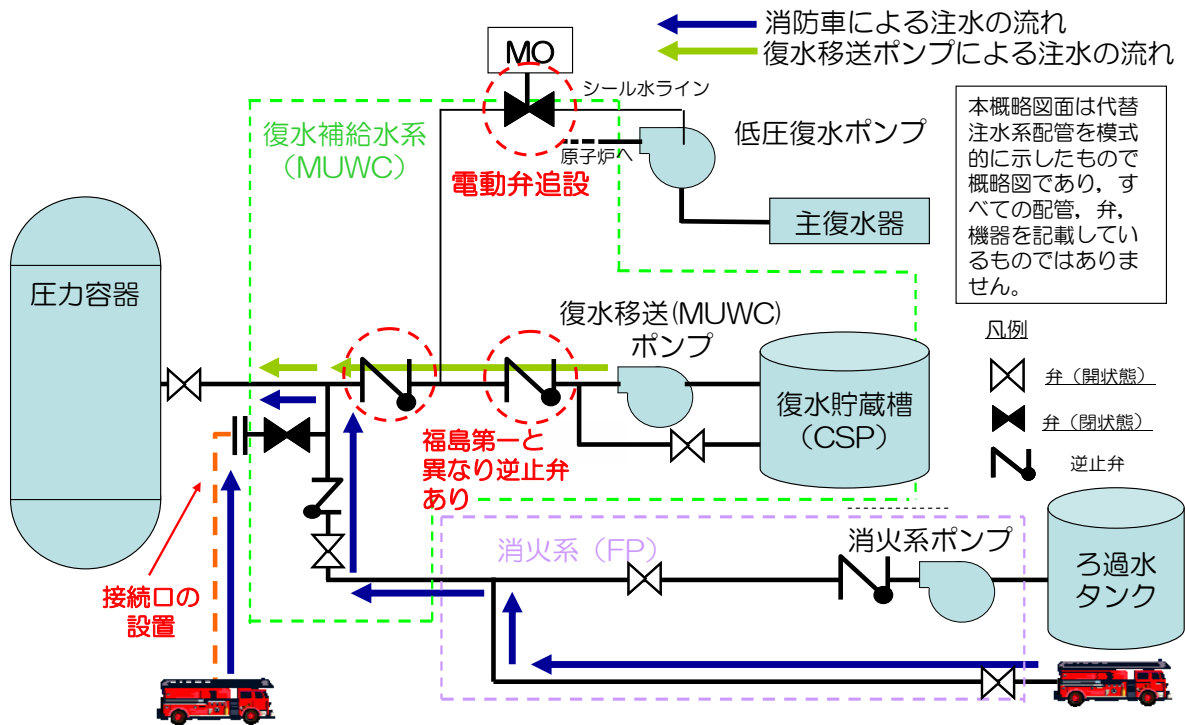 消防車による注水の流れ
復水移送ポンプによる注水の流れ
MO
シール水ライン
復水補給水系
（MUWC）
電動弁追設
原子炉へ
低圧復水ポンプ
主復水器
本概略図面は代替
注水系配管を模式
的に示したもので
概略図であり，す
べての配管，弁，
機器を記載してい
るものではありま
せん。
圧力容器
復水移送(MUWC)
ポンプ
復水貯蔵槽
（CSP）
凡例
弁（開状態）
弁（閉状態）
逆止弁
福島第一と
異なり逆止弁
あり
消火系（FP）
消火系ポンプ
ろ過水
タンク
接続口の
設置